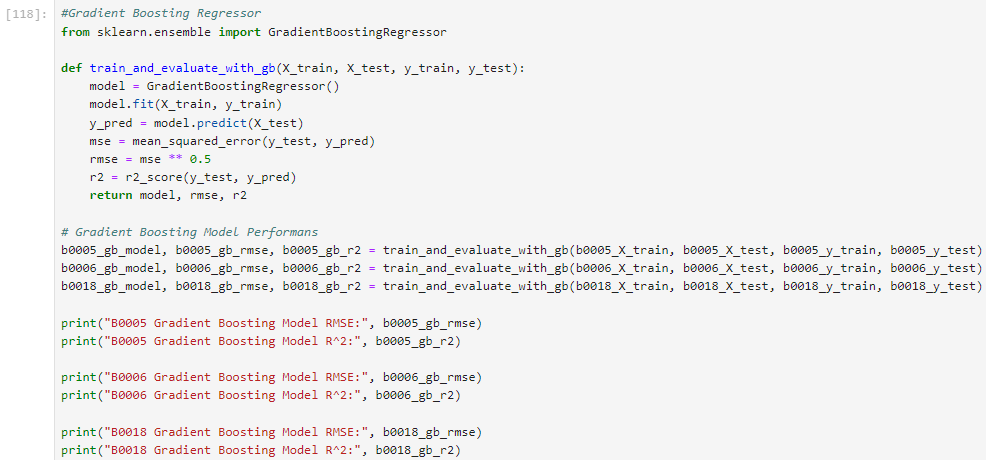 [118]:
#Gradient Boosting Regressor
from sklearn.ensemble import GradientBoostingRegressor

def train_and_evaluate_with_gb(X_train, X_test, y_train, y_test):
    model = GradientBoostingRegressor()
    model.fit(X_train, y_train)
    y_pred = model.predict(X_test)
    mse = mean_squared_error(y_test, y_pred)
    rmse = mse ** 0.5
    r2 = r2_score(y_test, y_pred)
    return model, rmse, r2

# Gradient Boosting Model Performans
b0005_gb_model, b0005_gb_rmse, b0005_gb_r2 = train_and_evaluate_with_gb(b0005_X_train, b0005_X_test, b0005_y_train, b0005_y_test)
b0006_gb_model, b0006_gb_rmse, b0006_gb_r2 = train_and_evaluate_with_gb(b0006_X_train, b0006_X_test, b0006_y_train, b0006_y_test)
b0018_gb_model, b0018_gb_rmse, b0018_gb_r2 = train_and_evaluate_with_gb(b0018_X_train, b0018_X_test, b0018_y_train, b0018_y_test)

print("B0005 Gradient Boosting Model RMSE:", b0005_gb_rmse)
print("B0005 Gradient Boosting Model R^2:", b0005_gb_r2)

print("B0006 Gradient Boosting Model RMSE:", b0006_gb_rmse)
print("B0006 Gradient Boosting Model R^2:", b0006_gb_r2)

print("B0018 Gradient Boosting Model RMSE:", b0018_gb_rmse)
print("B0018 Gradient Boosting Model R^2:", b0018_gb_r2)